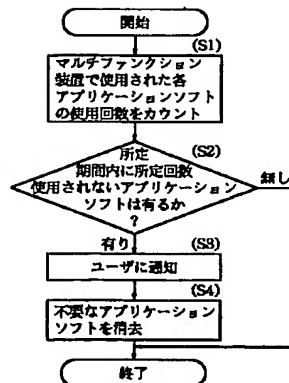 開始
(S1)
マルチファンクション
装置で使用された各
アプリケーションソフト
の使用回数をカウント
(S2)
所定
期間内に所定回数
使用されないアプリケーション
ソフトは有るか
?
無し
有り
(S3)
ユーザに通知
(S4)
不要なアプリケーション
ソフトを消去
終了